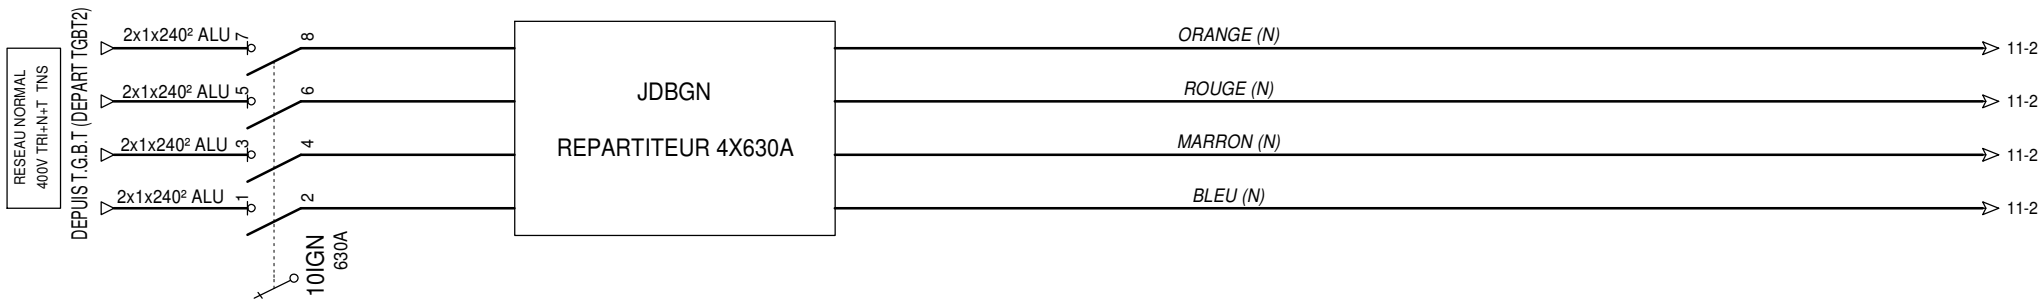 RESEAU NORMAL
400V TRI+N+T TNS
DEPUIS T.G.B.T (DEPART TGBT2)
2x1x240² ALU 7 8
2x1x240² ALU 5 6
2x1x240² ALU 3 4
2x1x240² ALU 1 2
10IGN
630A
JDBGN
REPARTITEUR 4X630A
ORANGE (N) 11-2
ROUGE (N) 11-2
MARRON (N) 11-2
BLEU (N) 11-2